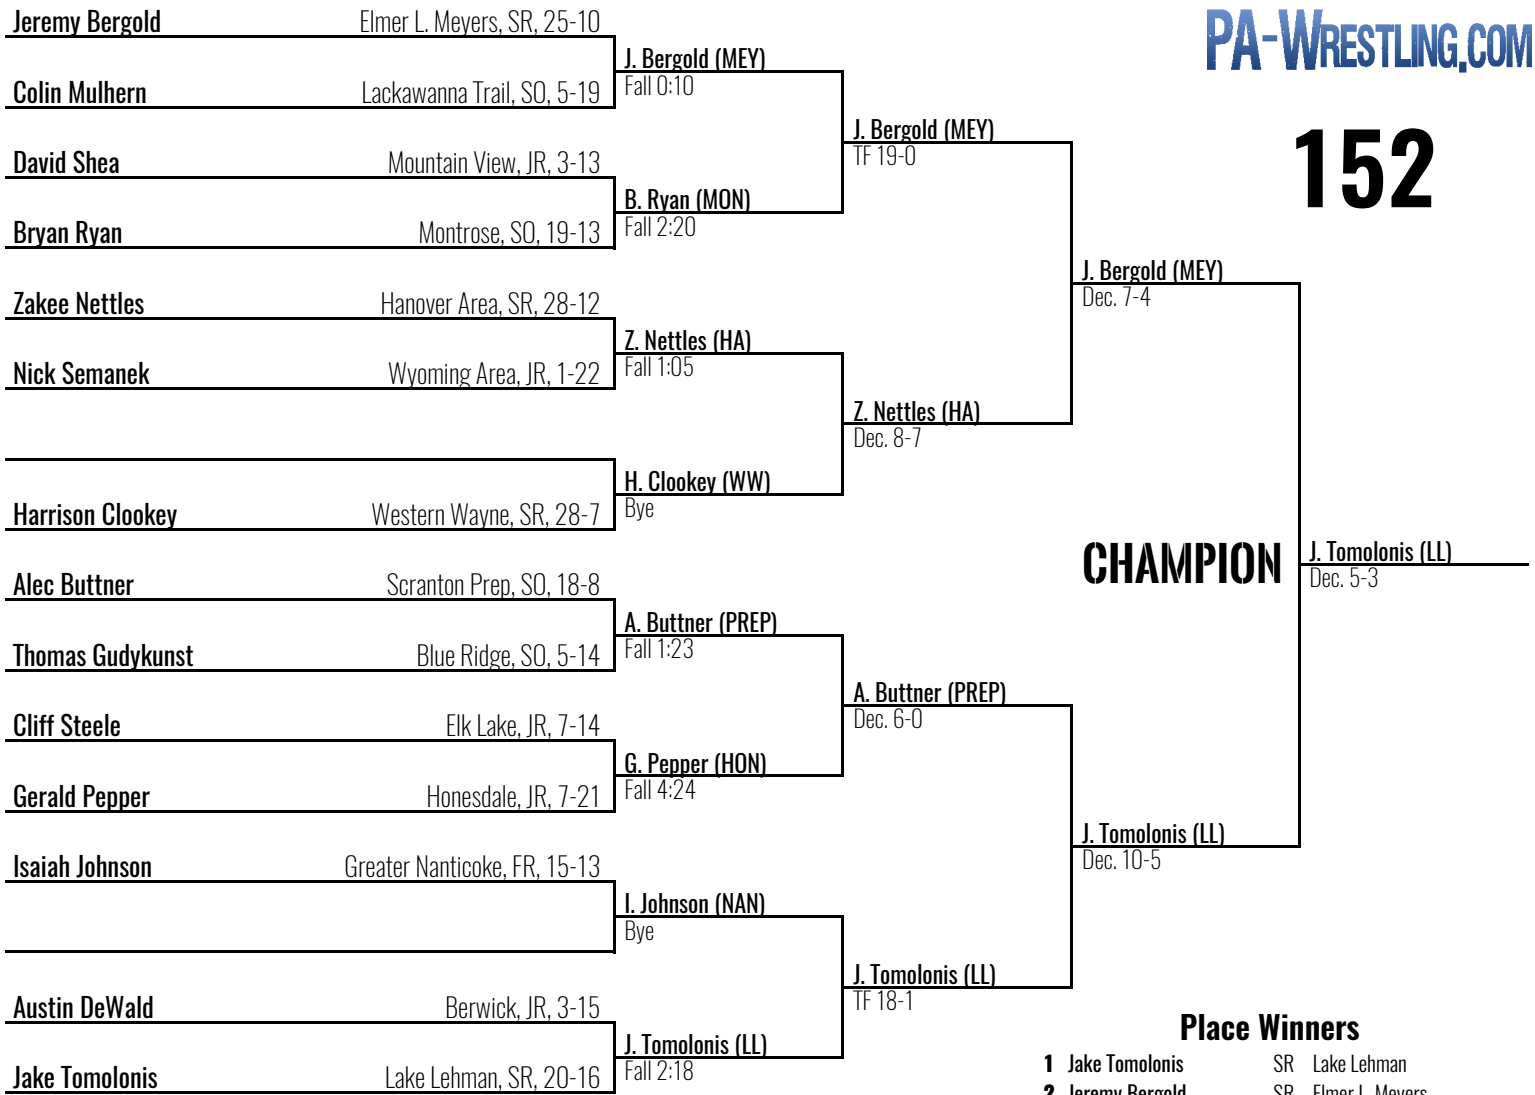 PA-WRESTLING.COM
152
Jeremy Bergold Elmer L. Meyers, SR, 25-10
Colin Mulhern Lackawanna Trail, SO, 5-19
David Shea Mountain View, JR, 3-13
Bryan Ryan Montrose, SO, 19-13
Zakee Nettles Hanover Area, SR, 28-12
Nick Semanek Wyoming Area, JR, 1-22
Harrison Clookey Western Wayne, SR, 28-7
Alec Buttner Scranton Prep, SO, 18-8
Thomas Gudykunst Blue Ridge, SO, 5-14
Cliff Steele Elk Lake, JR, 7-14
Gerald Pepper Honesdale, JR, 7-21
Isaiah Johnson Greater Nanticoke, FR, 15-13
Austin DeWald Berwick, JR, 3-15
Jake Tomolonis Lake Lehman, SR, 20-16
J. Bergold (MEY)
Fall 0:10
B. Ryan (MON)
Fall 2:20
Z. Nettles (HA)
Fall 1:05
H. Clookey (WW)
Bye
A. Buttner (PREP)
Fall 1:23
G. Pepper (HON)
Fall 4:24
I. Johnson (NAN)
Bye
J. Tomolonis (LL)
Fall 2:18
J. Bergold (MEY)
TF 19-0
Z. Nettles (HA)
Dec. 8-7
A. Buttner (PREP)
Dec. 6-0
J. Tomolonis (LL)
TF 18-1
J. Bergold (MEY)
Dec. 7-4
J. Tomolonis (LL)
Dec. 10-5
CHAMPION
J. Tomolonis (LL)
Dec. 5-3
Place Winners
1 Jake Tomolonis SR Lake Lehman
2 Jeremy Bergold SR Elmer L. Meyers